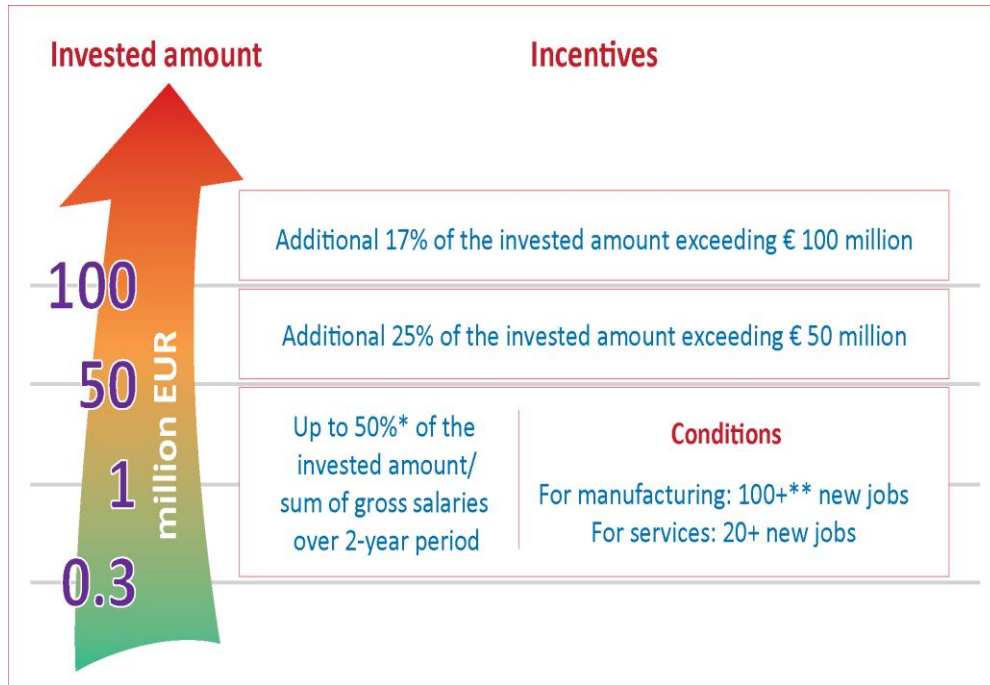 Invested amount
Incentives
Additional 17% of the invested amount exceeding € 100 million
100
Additional 25% of the invested amount exceeding € 50 million
50
million EUR
Up to 50%* of the
invested amount/
sum of gross salaries
over 2-year period
Conditions
For manufacturing: 100+** new jobs
For services: 20+ new jobs
1
0.3